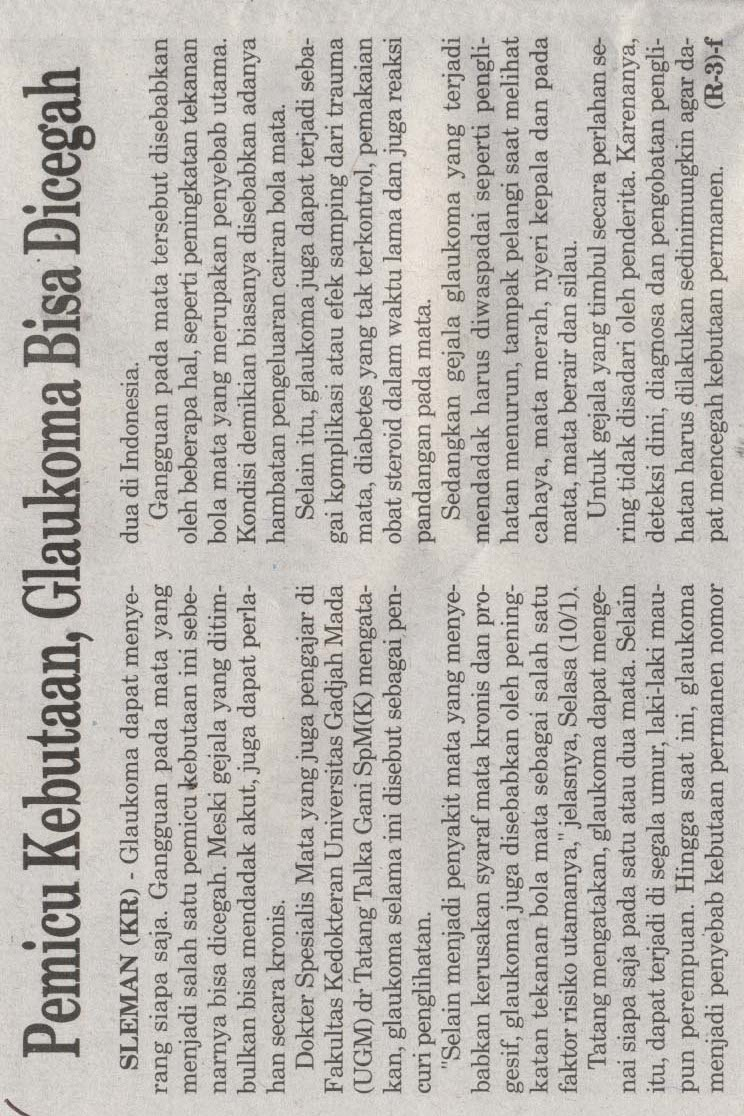 Pemicu Kebutaan, Glaukoma Bisa Dicegah
SLEMAN (KR) - Glaukoma dapat menye-
rang siapa saja. Gangguan pada mata yang
menjadi salah satu pemicu kebutaan ini sebe-
narnya bisa dicegah. Meski gejala yang ditim-
bulkan bisa mendadak akut, juga dapat perla-
han secara kronis.
Dokter Spesialis Mata yang juga pengajar di
Fakultas Kedokteran Universitas Gadjah Mada
(UGM) dr Tatang Talka Gani SpM(K) mengata-
kan, glaukoma selama ini disebut sebagai pen-
curi penglihatan.
"Selain menjadi penyakit mata yang menye-
babkan kerusakan syaraf mata kronis dan pro-
gesif, glaukoma juga disebabkan oleh pening-
katan tekanan bola mata sebagai salah satu
faktor risiko utamanya," jelasnya, Selasa (10/1).
Tatang mengatakan, glaukoma dapat menge-
nai siapa saja pada satu atau dua mata. Selain
itu, dapat terjadi di segala umur, laki-laki mau-
pun perempuan. Hingga saat ini, glaukoma
menjadi penyebab kebutaan permanen nomor
dua di Indonesia.
Gangguan pada mata tersebut disebabkan
oleh beberapa hal, seperti peningkatan tekanan
bola mata yang merupakan penyebab utama.
Kondisi demikian biasanya disebabkan adanya
hambatan pengeluaran cairan bola mata.
Selain itu, glaukoma juga dapat terjadi seba-
gai komplikasi atau efek samping dari trauma
mata, diabetes yang tak terkontrol, pemakaian
obat steroid dalam waktu lama dan juga reaksi
pandangan pada mata.
Sedangkan gejala glaukoma yang terjadi
mendadak harus diwaspadai seperti pengli-
hatan menurun, tampak pelangi saat melihat
cahaya, mata merah, nyeri kepala dan pada
mata, mata berair dan silau.
Untuk gejala yang timbul secara perlahan se-
ring tidak disadari oleh penderita. Karenanya,
deteksi dini, diagnosa dan pengobatan pengli-
hatan harus dilakukan sedinimungkin agar da-
pat mencegah kebutaan permanen. (R-3)-f